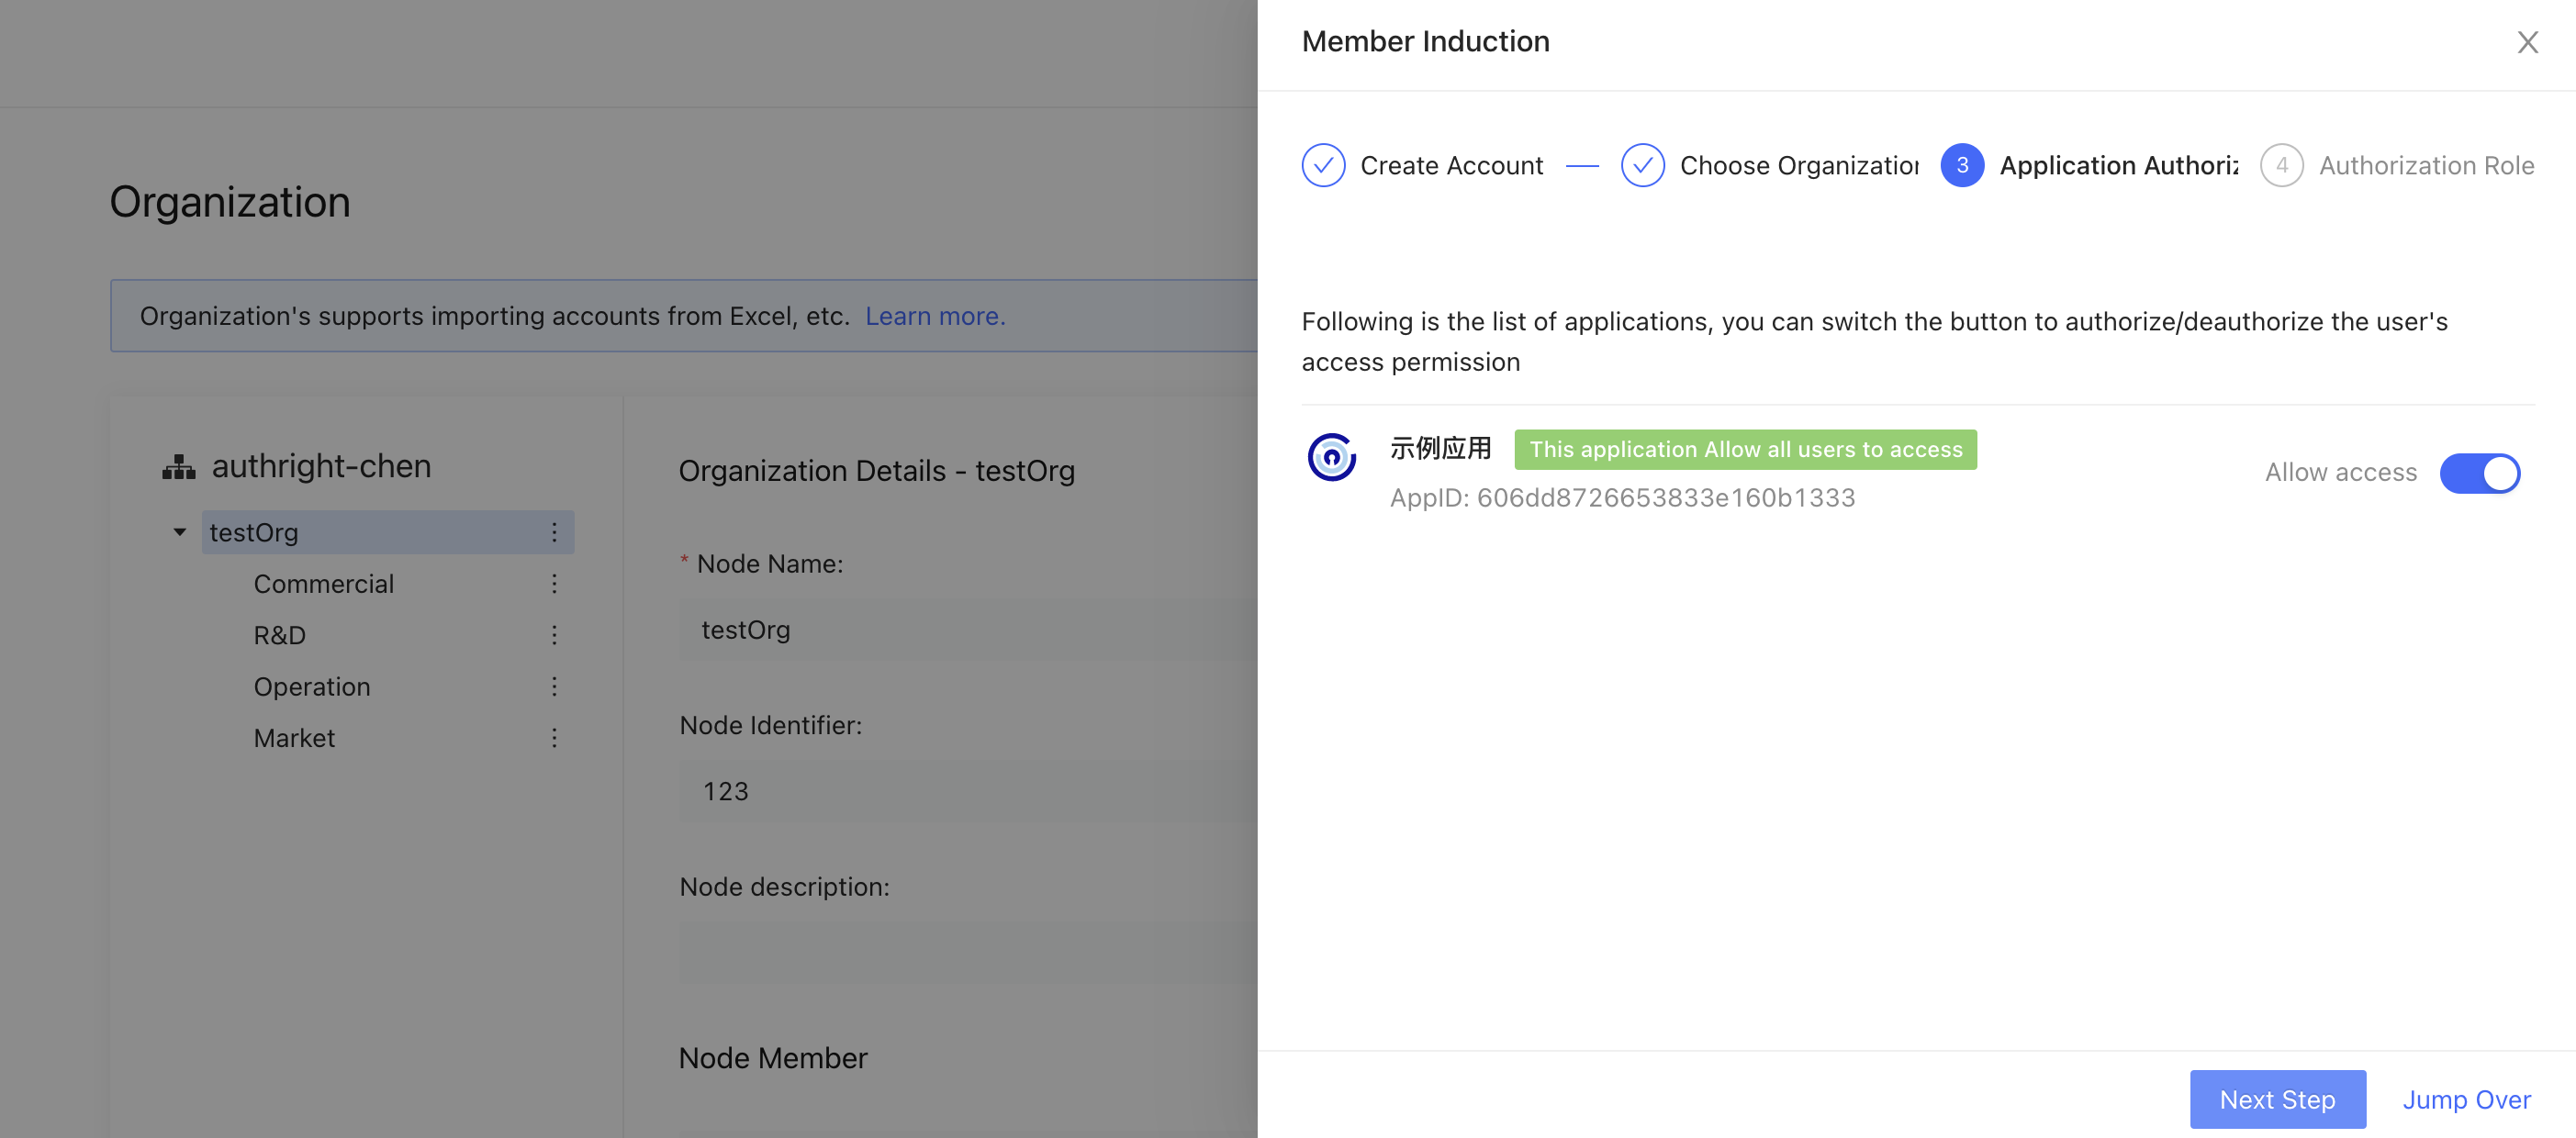 Organization
Organization's supports importing accounts from Excel, etc. Learn more.
authright-chen
testOrg
Commercial
R&D
Operation
Market
Organization Details - testOrg
* Node Name:
testOrg
Node Identifier:
123
Node description:
Node Member
Member Induction
Create Account
Choose Organization
3 Application Authoriz
4 Authorization Role
Following is the list of applications, you can switch the button to authorize/deauthorize the user's
access permission
示例应用 This application Allow all users to access
AppID: 606dd8726653833e160b1333
Allow access
Next Step Jump Over